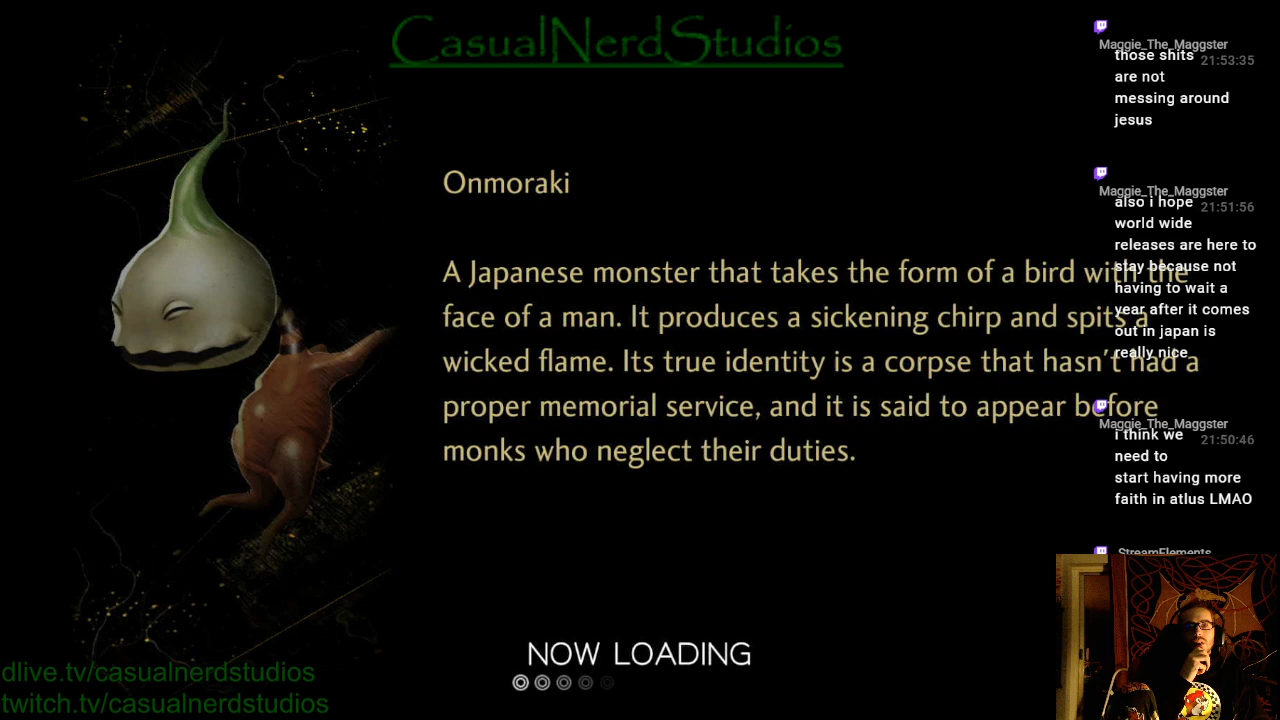 CasualNerdStudios
Onmoraki
A Japanese monster that takes the form of a bird with the
face of a man. It produces a sickening chirp and spits a
wicked flame. Its true identity is a corpse that hasn't had a
proper memorial service, and it is said to appear before
monks who neglect their duties.
NOW LOADING
dlive.tv/casualnerdstudios
twitch.tv/casualnerdstudios
Maggie_The_Maggster
those shits 21:53:35
are not
messing around
jesus
Maggie_The_Maggster
also i hope 21:51:56
world wide
releases are here to
stay because not
having to wait a
year after it comes
out in japan is
really nice
Maggie_The_Maggster
i think we 21:50:46
need to
start having more
faith in atlus LMAO
StreamElements